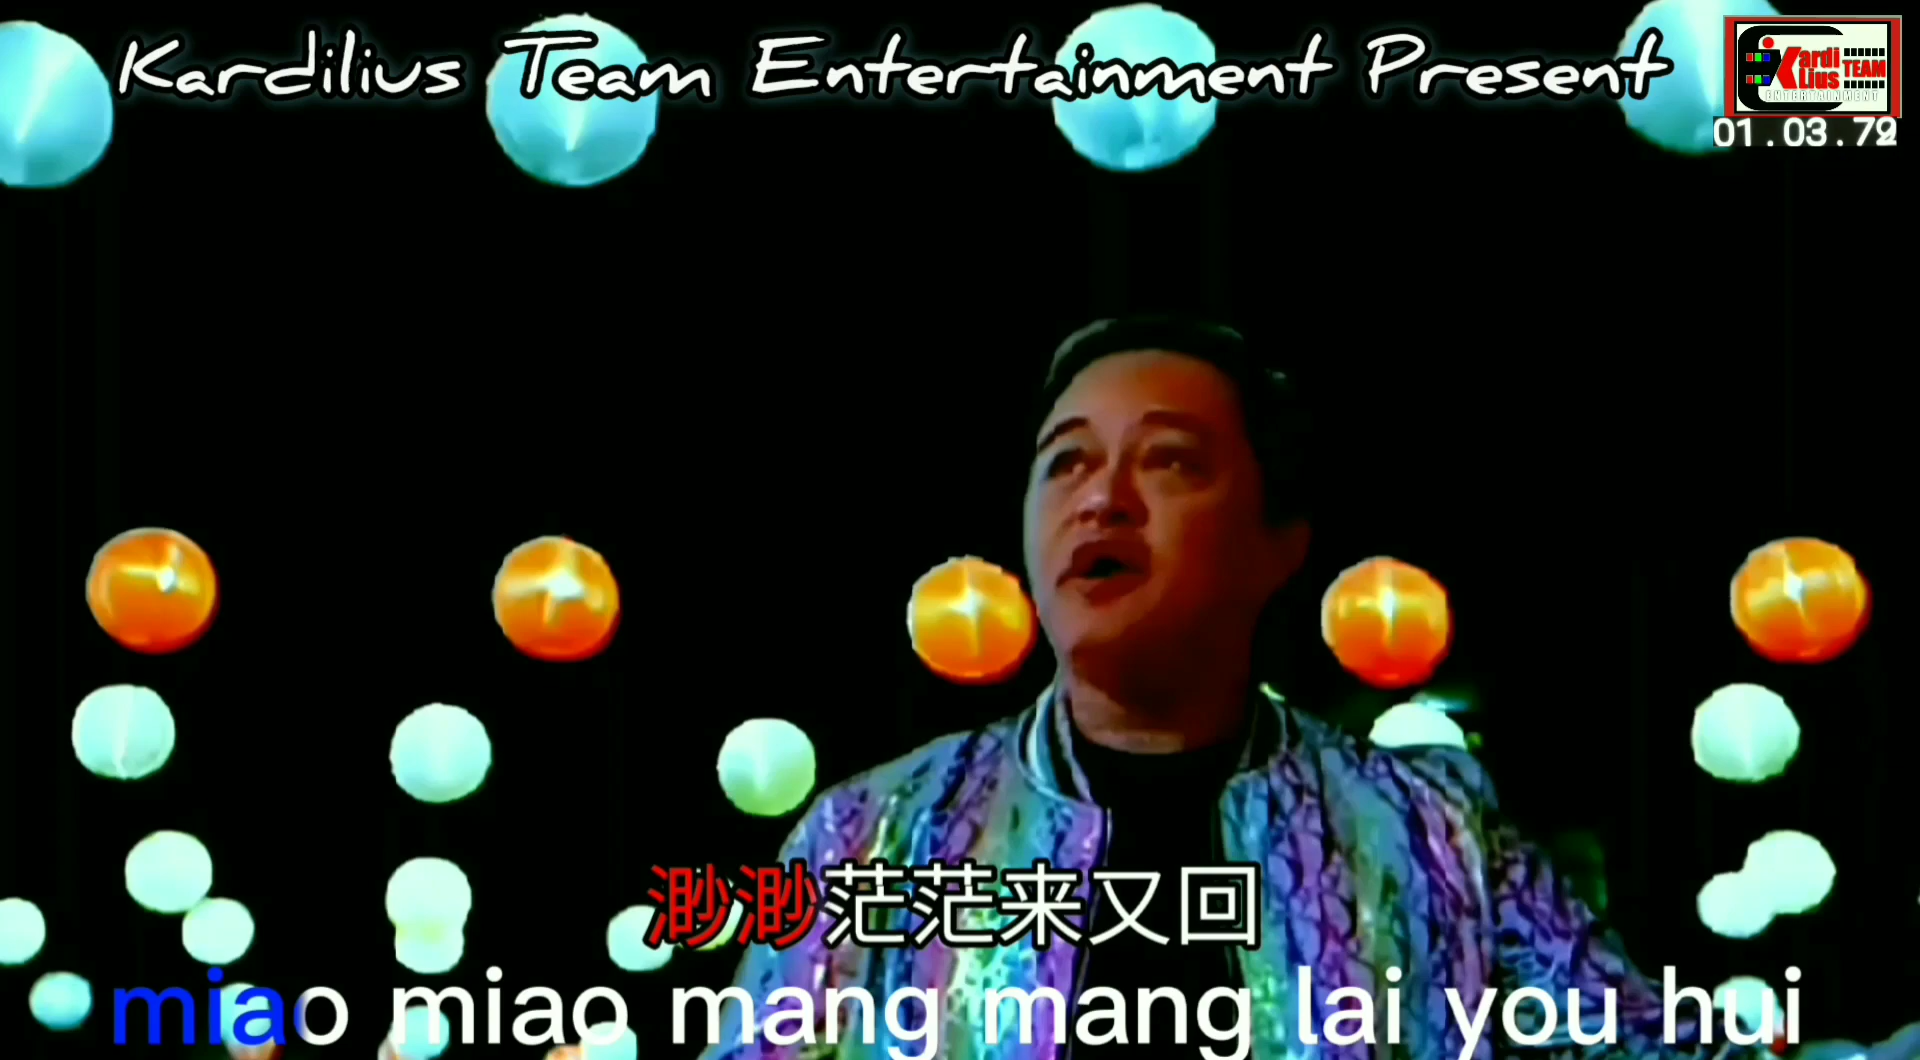 Kardilius Team Entertainment Present
Kardi
Lius TEAM
ENTERTAINMENT
01.03.79
渺渺茫茫来又回
miao miao mang mang lai you hui